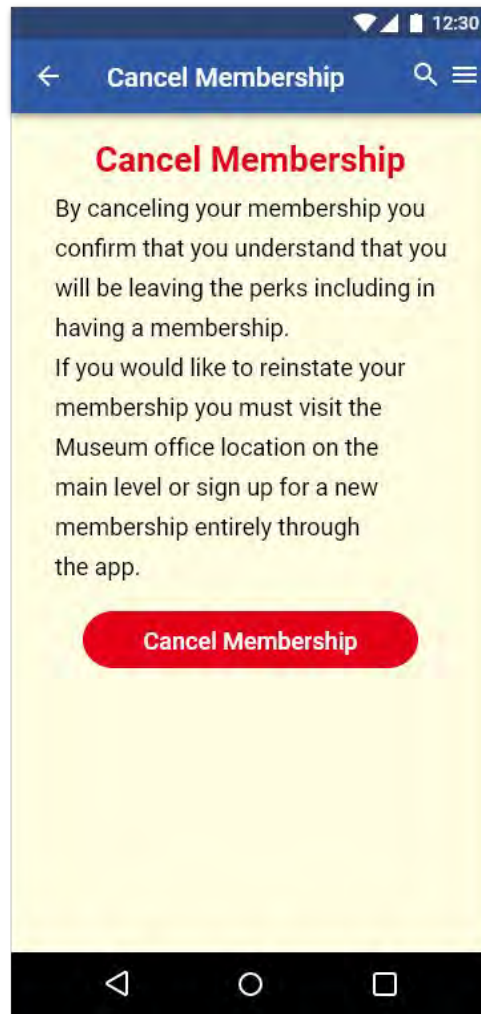 12:30
Cancel Membership
Cancel Membership
By canceling your membership you
confirm that you understand that you
will be leaving the perks including in
having a membership.
If you would like to reinstate your
membership you must visit the
Museum office location on the
main level or sign up for a new
membership entirely through
the app.
Cancel Membership